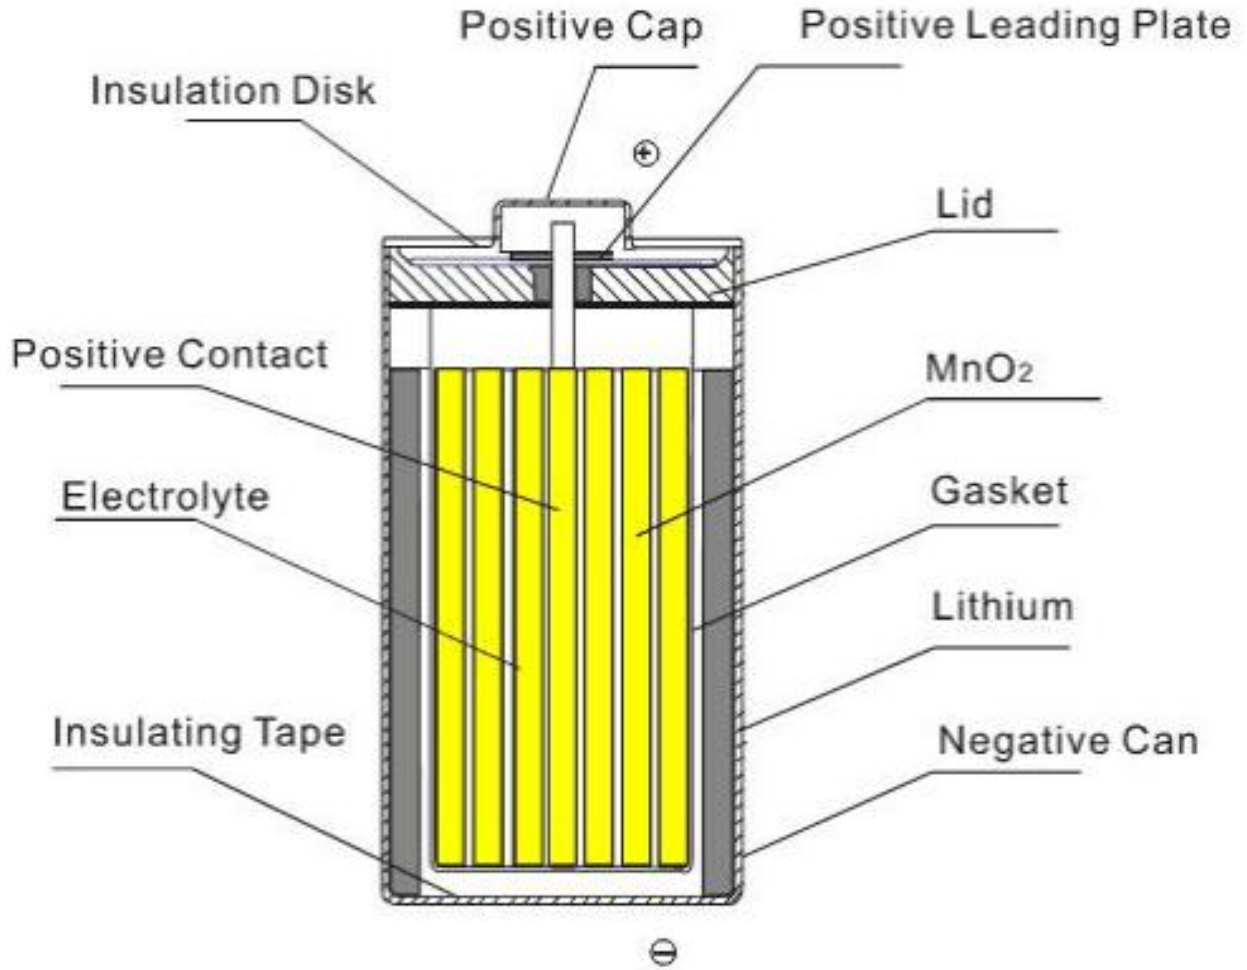 Positive Cap
Positive Leading Plate
Insulation Disk
+
Lid
Positive Contact
MnO₂
Electrolyte
Gasket
Lithium
Insulating Tape
Negative Can
−